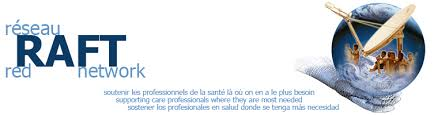 réseau
RAFT
red network
soutenir les professionnels de la santé là où on en a le plus besoin
supporting care professionals where they are most needed
sostener los profesionales en salud donde se tenga más necesidad